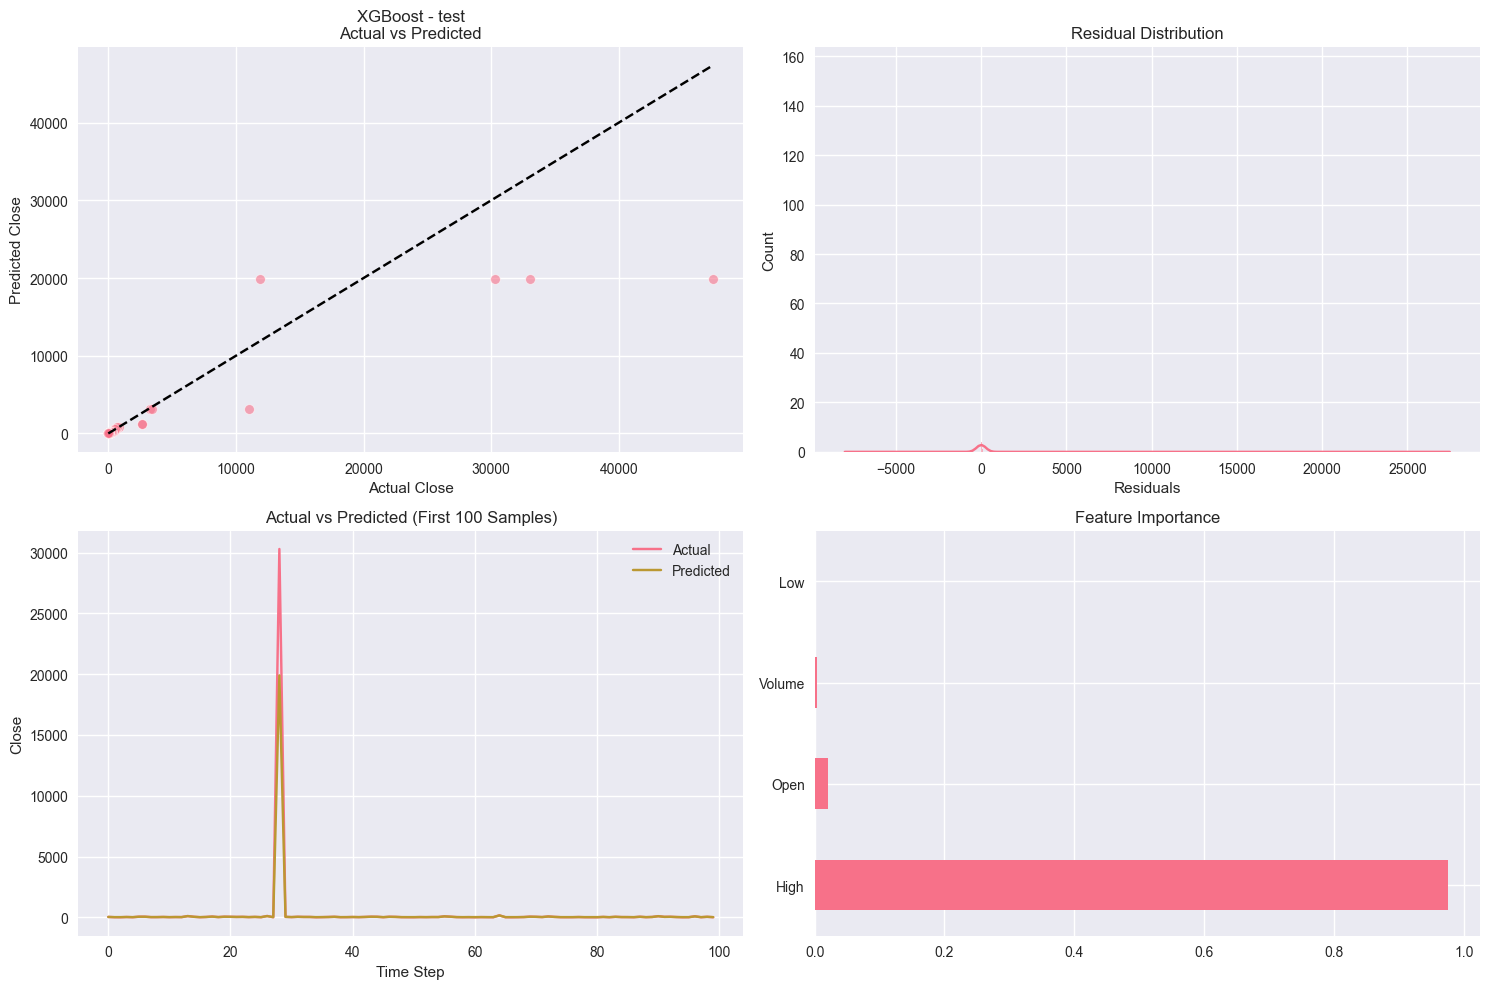 XGBoost - test
Actual vs Predicted
40000
30000
20000
10000
0
Predicted Close
0 10000 20000 30000 40000
Actual Close
Residual Distribution
160
140
120
100
80
60
40
20
0
Count
−5000 0 5000 10000 15000 20000 25000
Residuals
Actual vs Predicted (First 100 Samples)
Actual
Predicted
30000
25000
20000
15000
10000
5000
0
Close
0 20 40 60 80 100
Time Step
Feature Importance
Low
Volume
Open
High
0.0 0.2 0.4 0.6 0.8 1.0